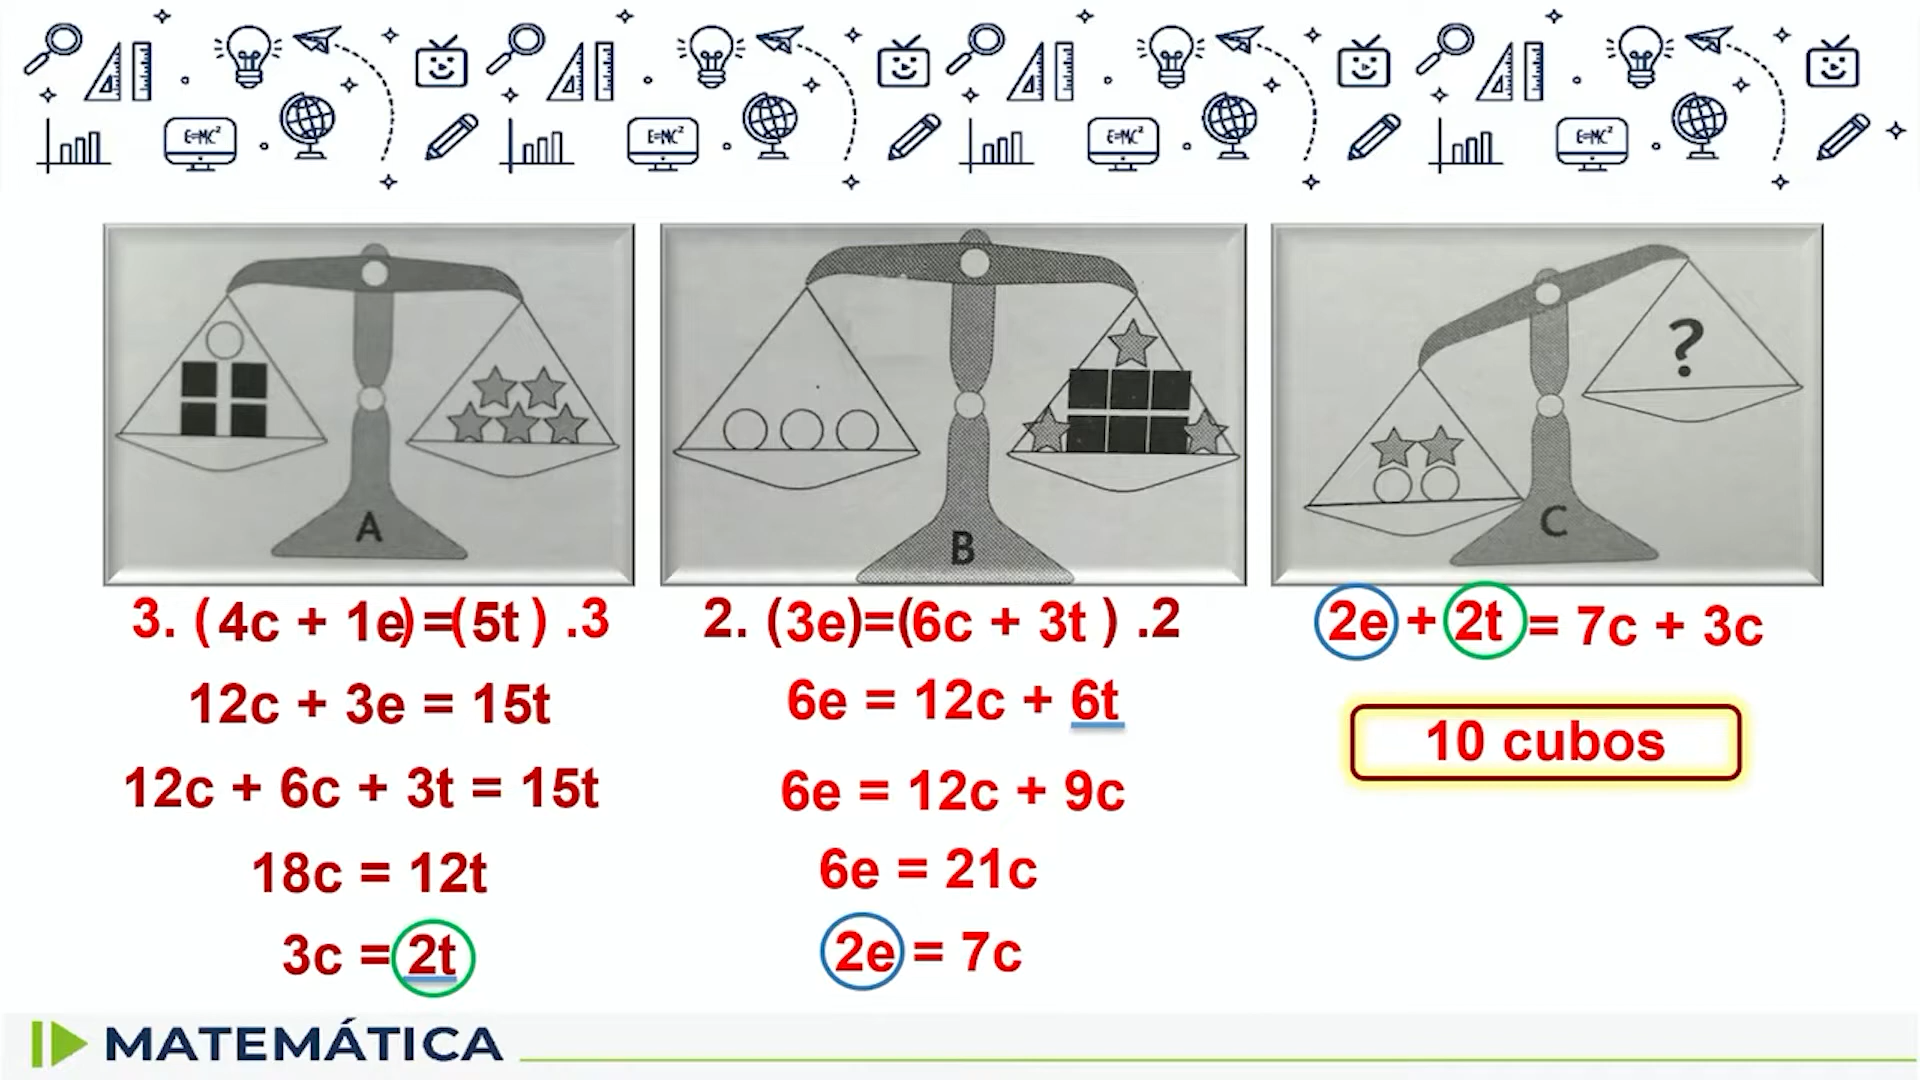 E=MC² E=MC² E=MC² E=MC²
A
B
?
C
3. (4c + 1e)=(5t) .3
12c + 3e = 15t
12c + 6c + 3t = 15t
18c = 12t
3c = 2t
2. (3e)=(6c + 3t ) .2
6e = 12c + 6t
6e = 12c + 9c
6e = 21c
2e = 7c
2e + 2t = 7c + 3c
10 cubos
MATEMÁTICA